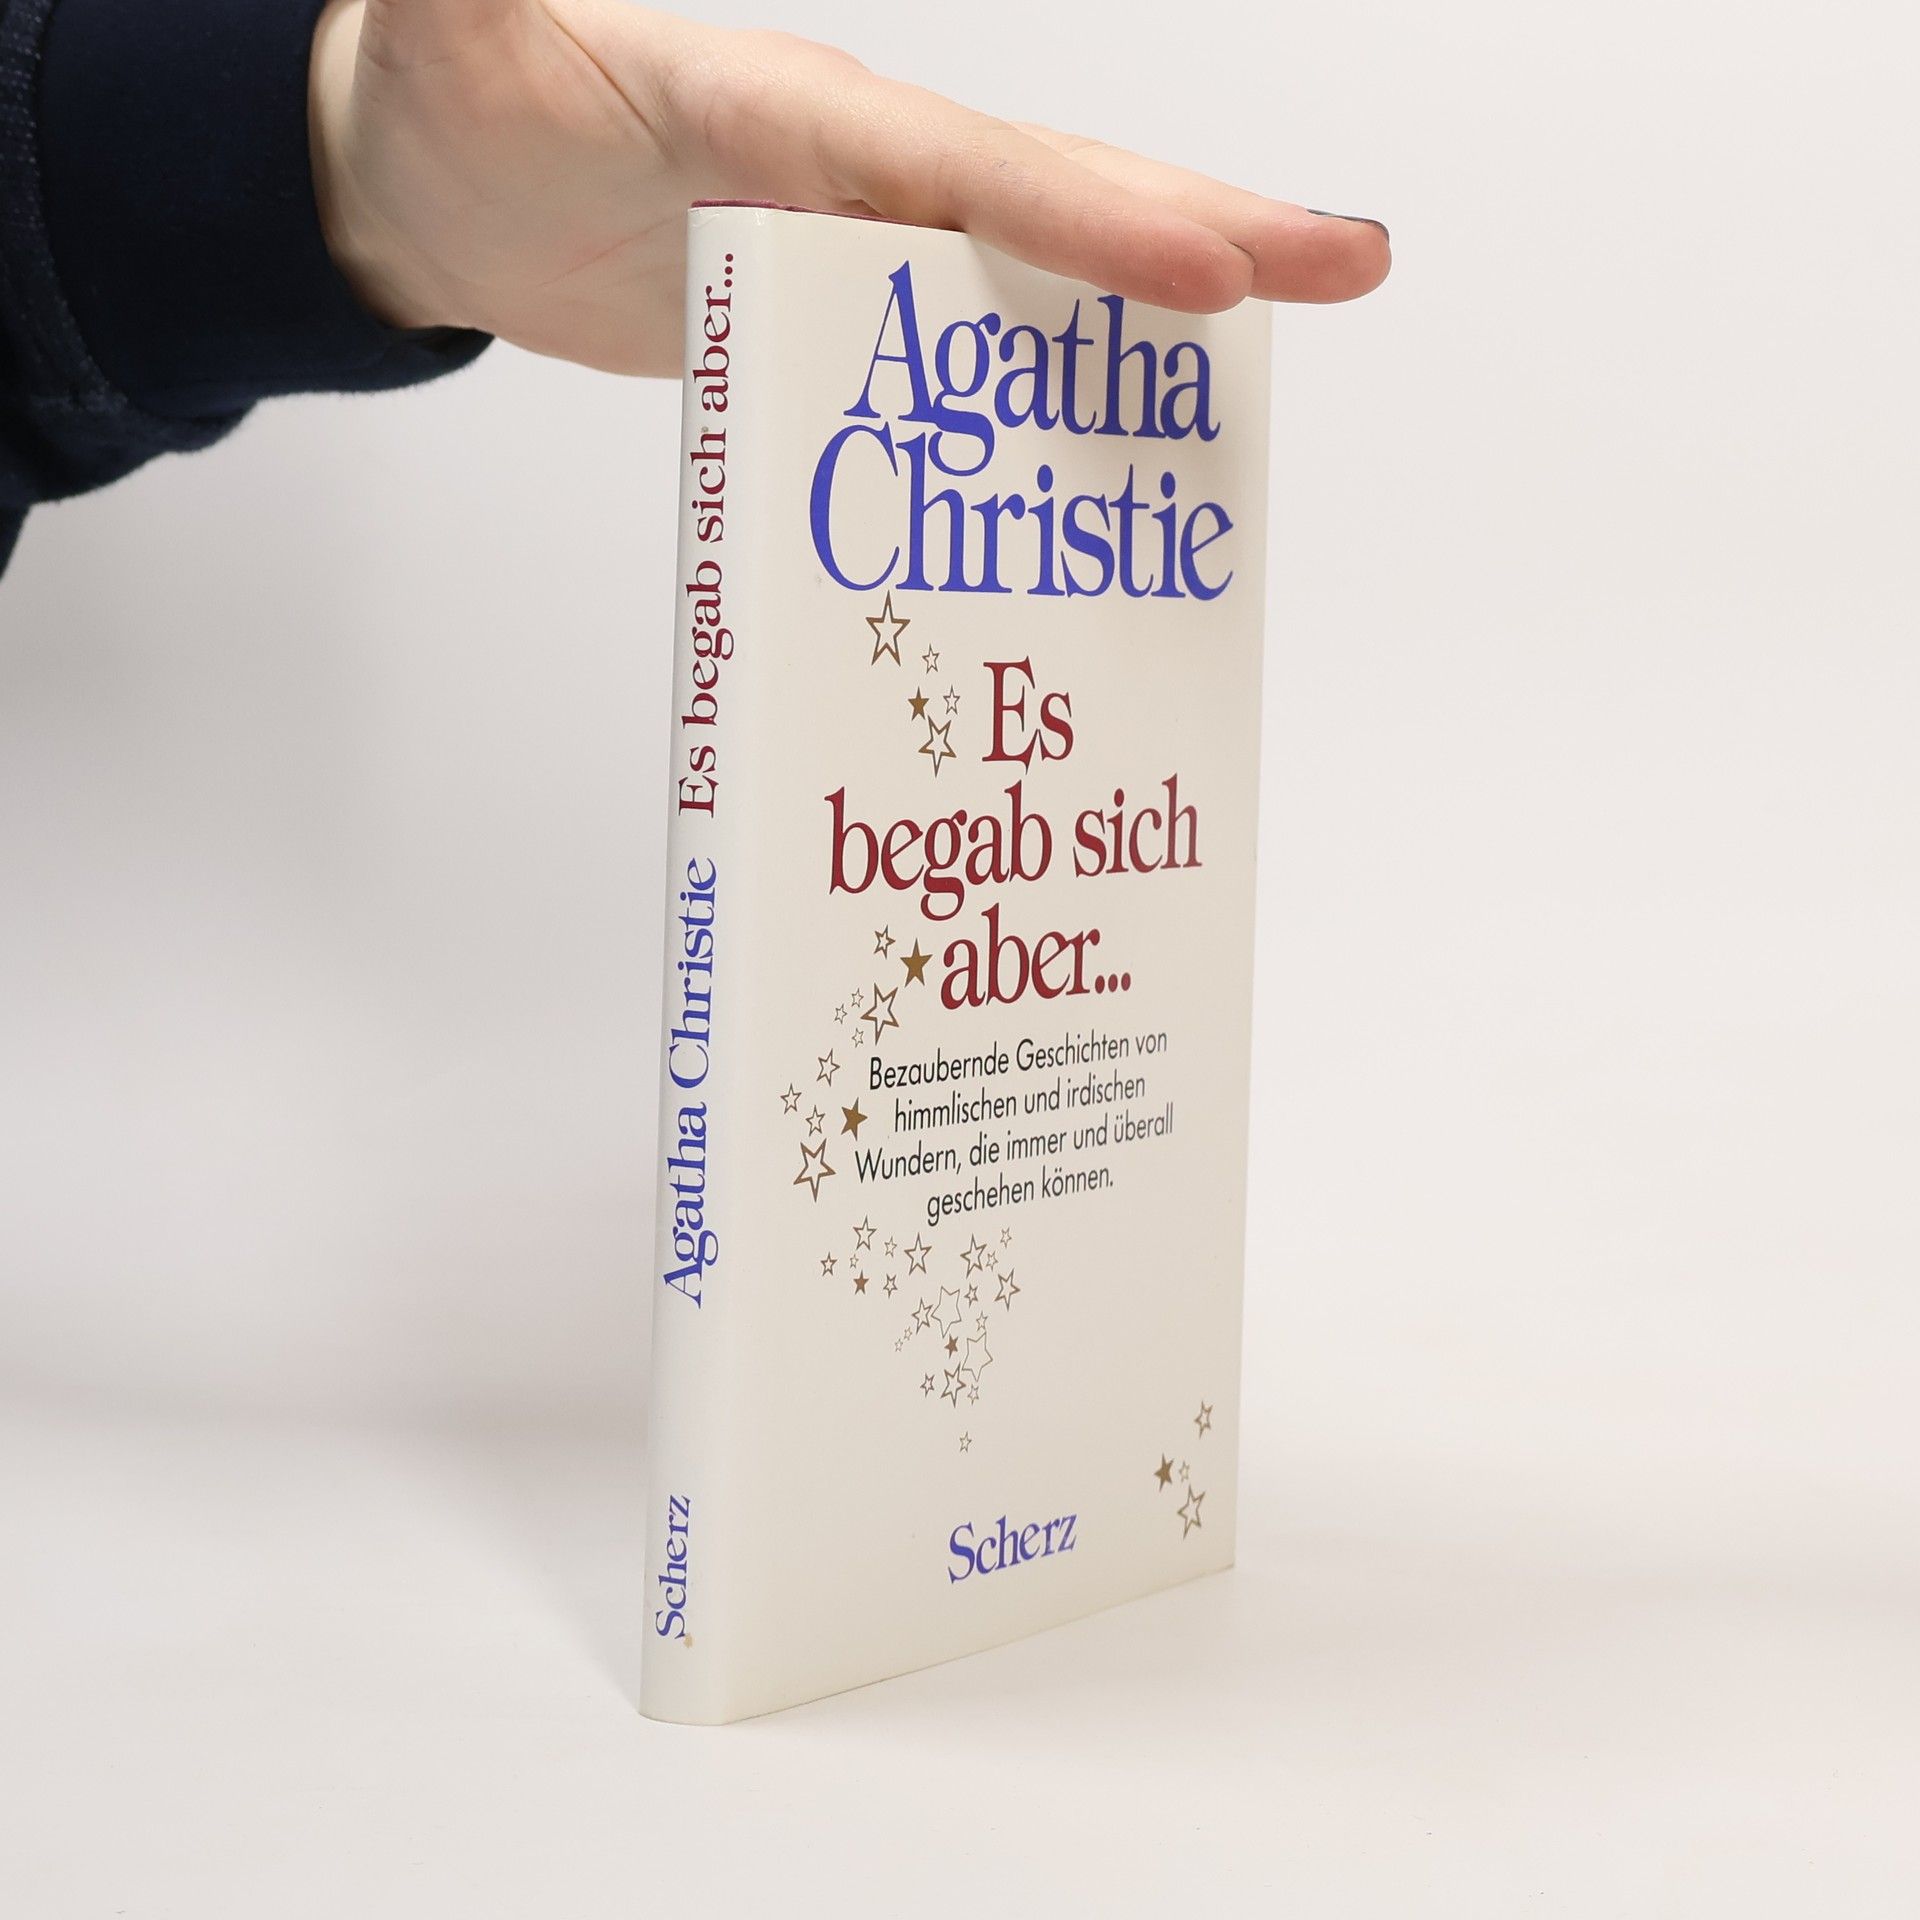 Agatha
Christie
Es
begab sich
aber...
Bezaubernde Geschichten von
himmlischen und irdischen
Wundern, die immer und überall
geschehen können.
Scherz
Scherz Agatha Christie Es begab sich aber...